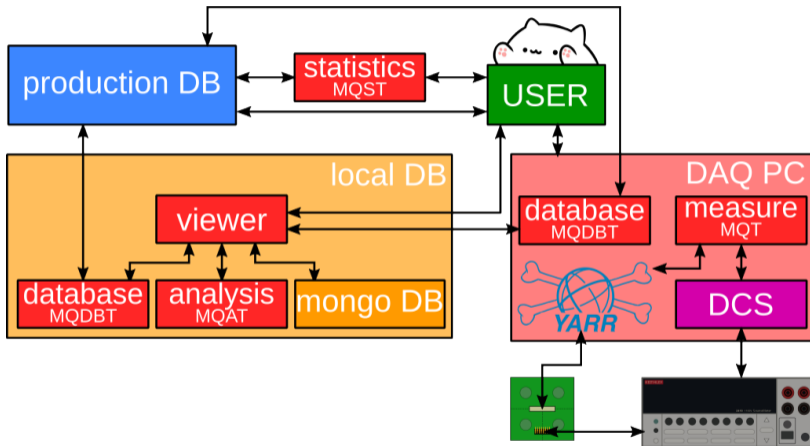 production DB
statistics
MQST
USER
local DB
DAQ PC
viewer
database
MQDBT
measure
MQT
database
MQDBT
analysis
MQAT
mongo DB
YARR
DCS